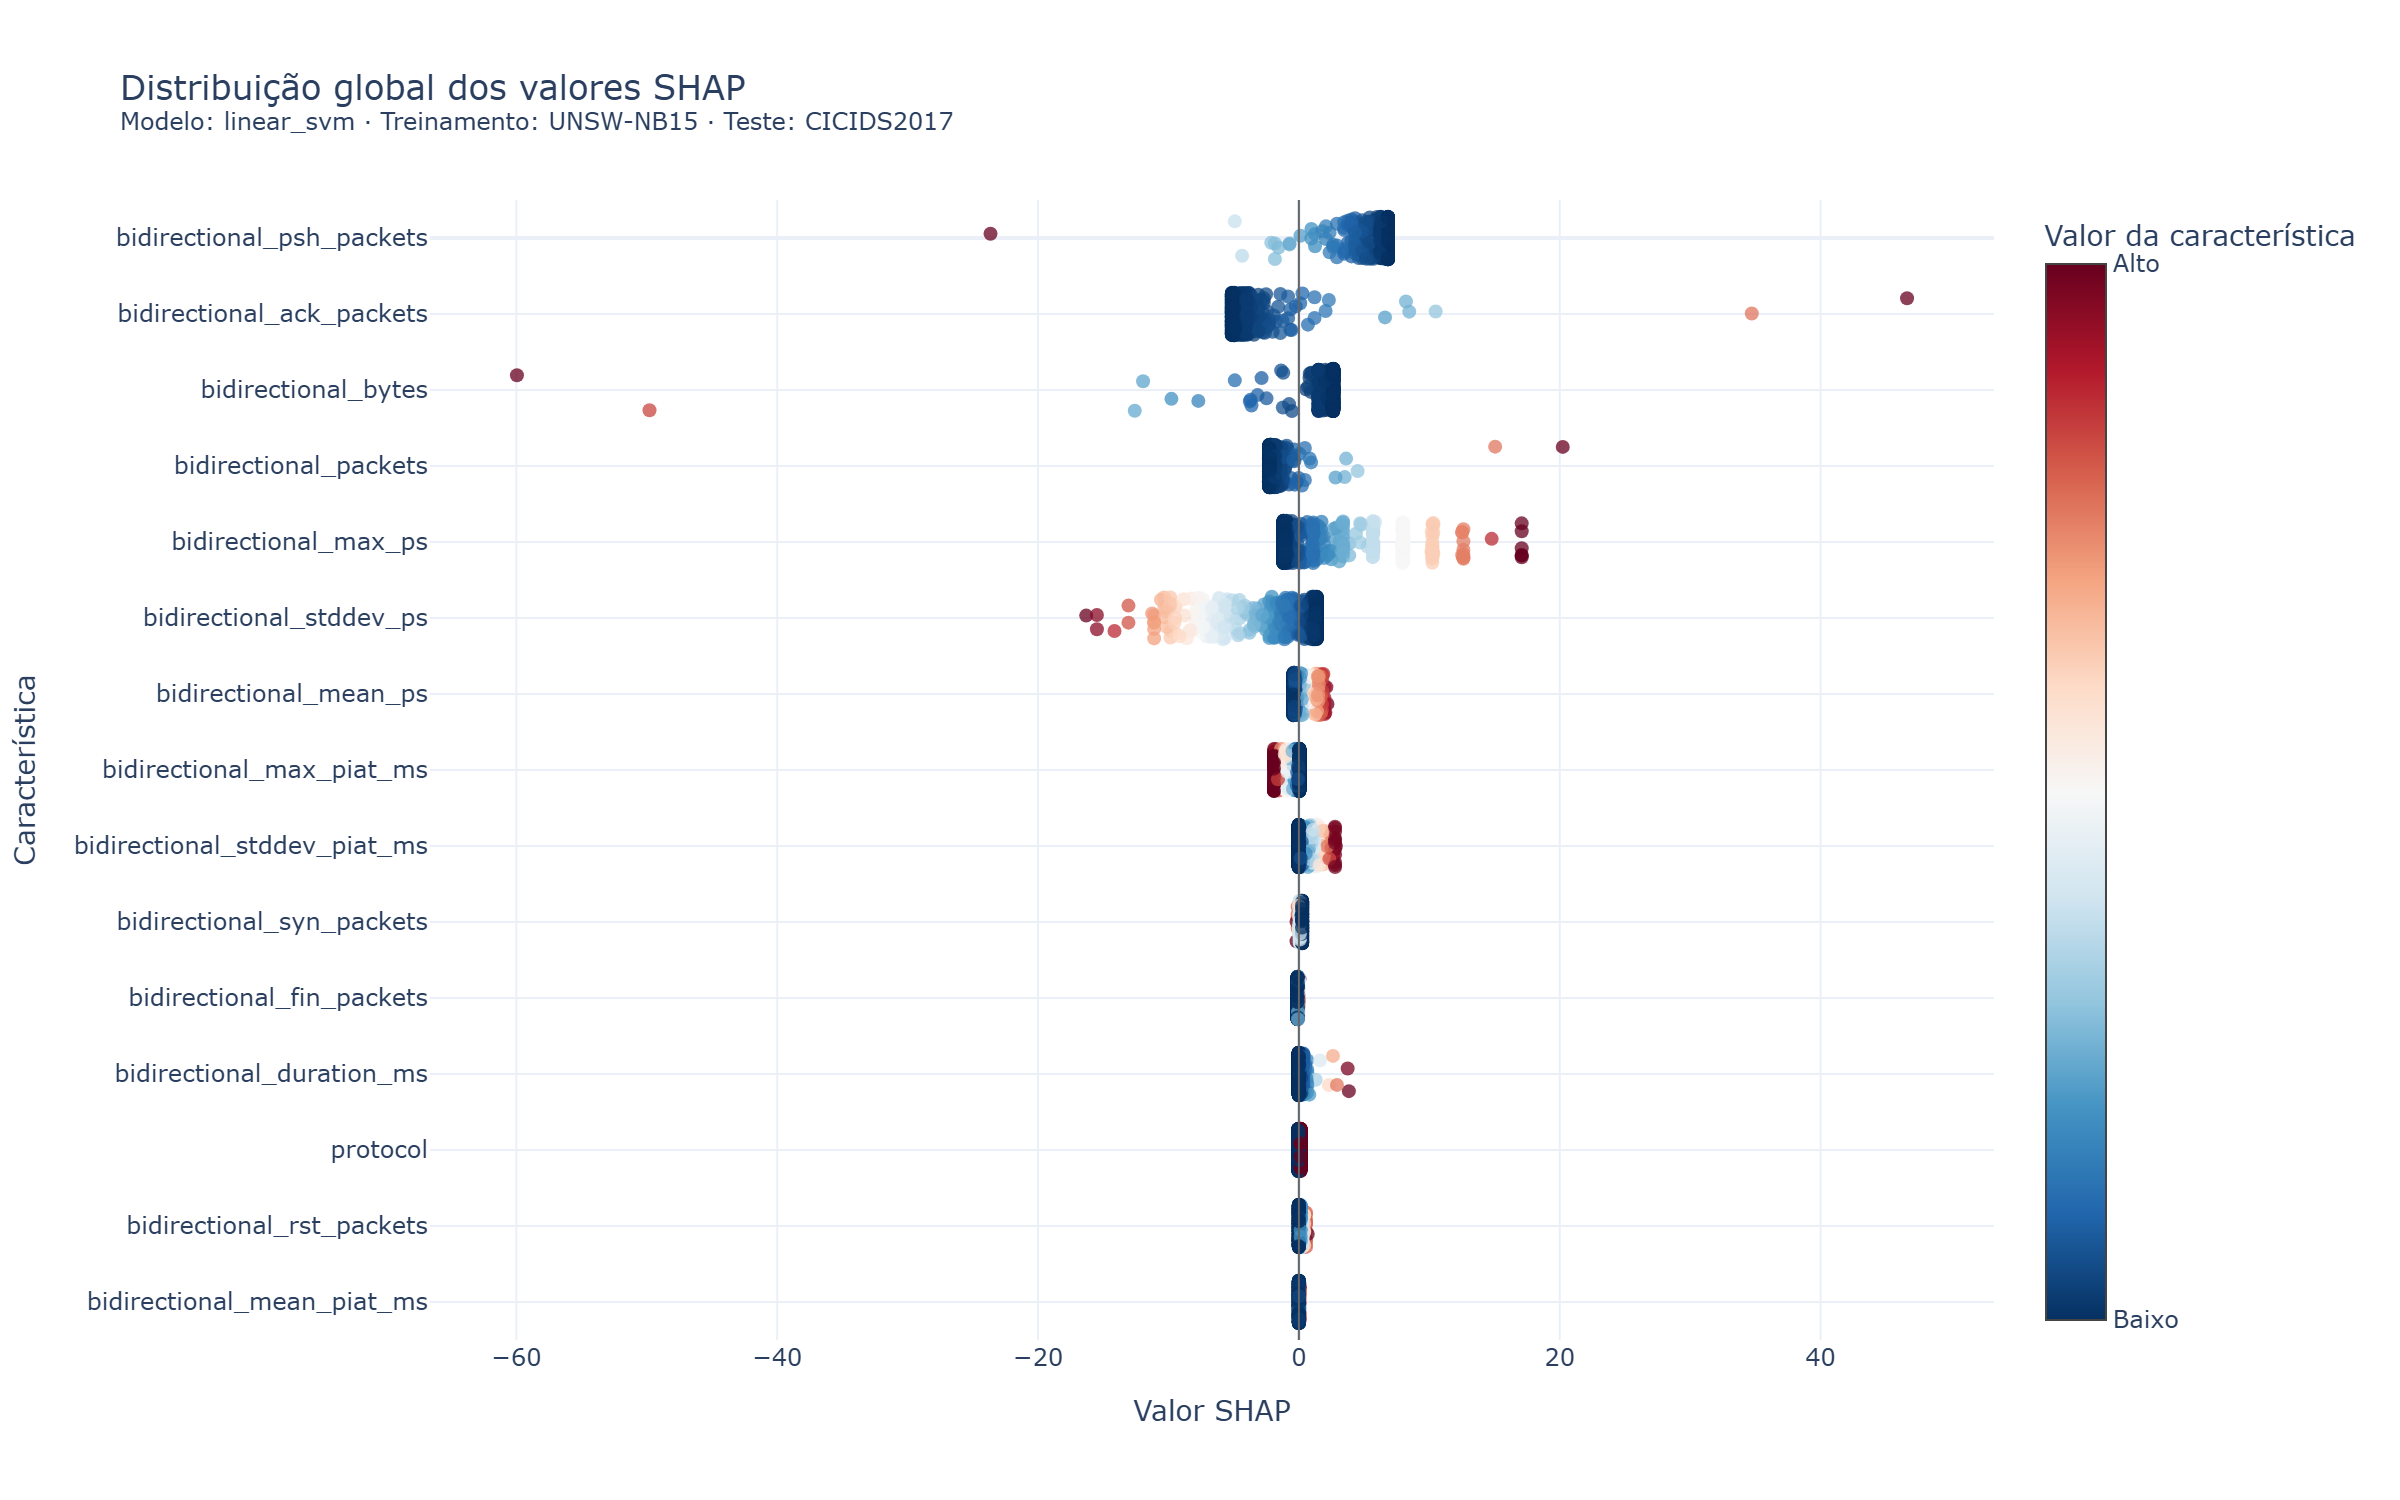 Distribuição global dos valores SHAP
Modelo: linear_svm · Treinamento: UNSW-NB15 · Teste: CICIDS2017
Valor da característica
Alto
Baixo
Característica
bidirectional_psh_packets
bidirectional_ack_packets
bidirectional_bytes
bidirectional_packets
bidirectional_max_ps
bidirectional_stddev_ps
bidirectional_mean_ps
bidirectional_max_piat_ms
bidirectional_stddev_piat_ms
bidirectional_syn_packets
bidirectional_fin_packets
bidirectional_duration_ms
protocol
bidirectional_rst_packets
bidirectional_mean_piat_ms
−60 −40 −20 0 20 40
Valor SHAP